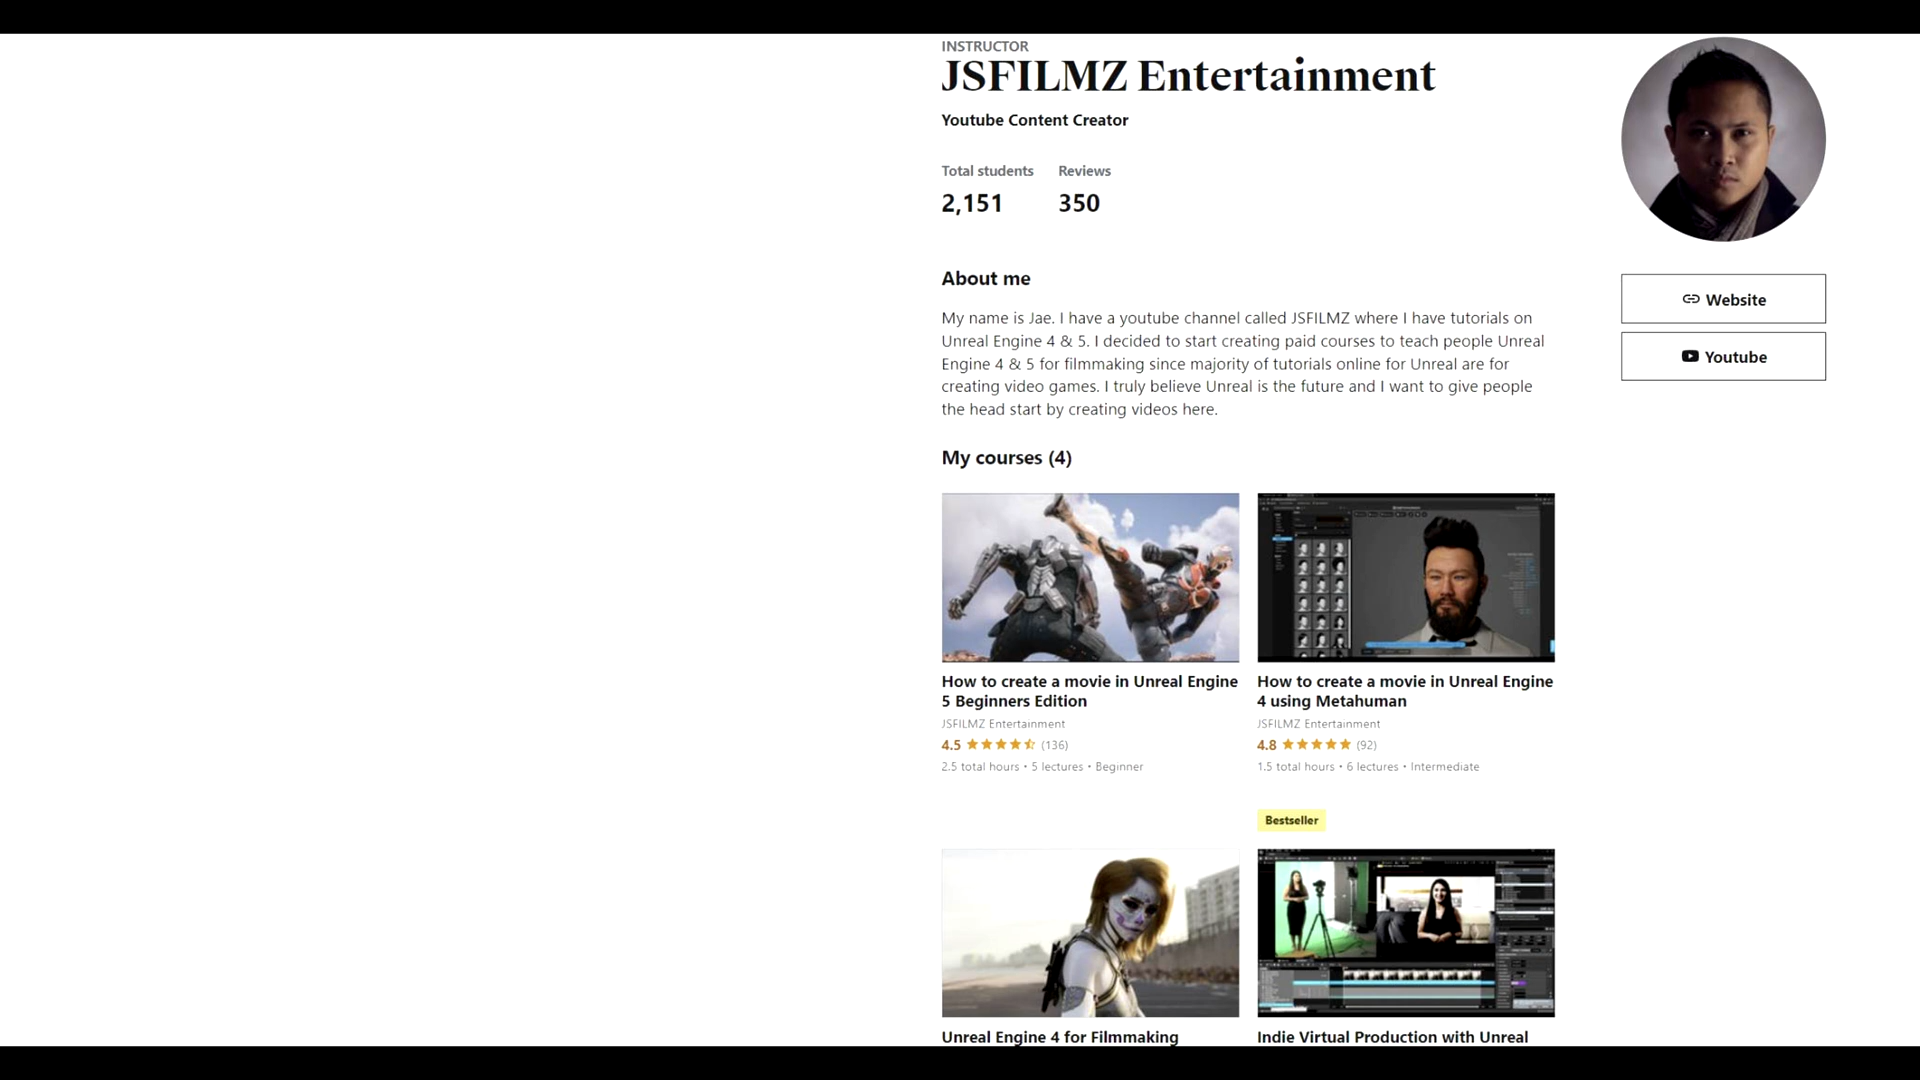 INSTRUCTOR
JSFILMZ Entertainment
Youtube Content Creator
Total students
Reviews
2,151
350
About me
My name is Jae. I have a youtube channel called JSFILMZ where I have tutorials on
Unreal Engine 4 & 5. I decided to start creating paid courses to teach people Unreal
Engine 4 & 5 for filmmaking since majority of tutorials online for Unreal are for
creating video games. I truly believe Unreal is the future and I want to give people
the head start by creating videos here.
Website
Youtube
My courses (4)
How to create a movie in Unreal Engine
5 Beginners Edition
JSFILMZ Entertainment
4.5 (136)
2.5 total hours • 5 lectures • Beginner
How to create a movie in Unreal Engine
4 using Metahuman
JSFILMZ Entertainment
4.8 (92)
1.5 total hours • 6 lectures • Intermediate
Bestseller
Unreal Engine 4 for Filmmaking
Indie Virtual Production with Unreal